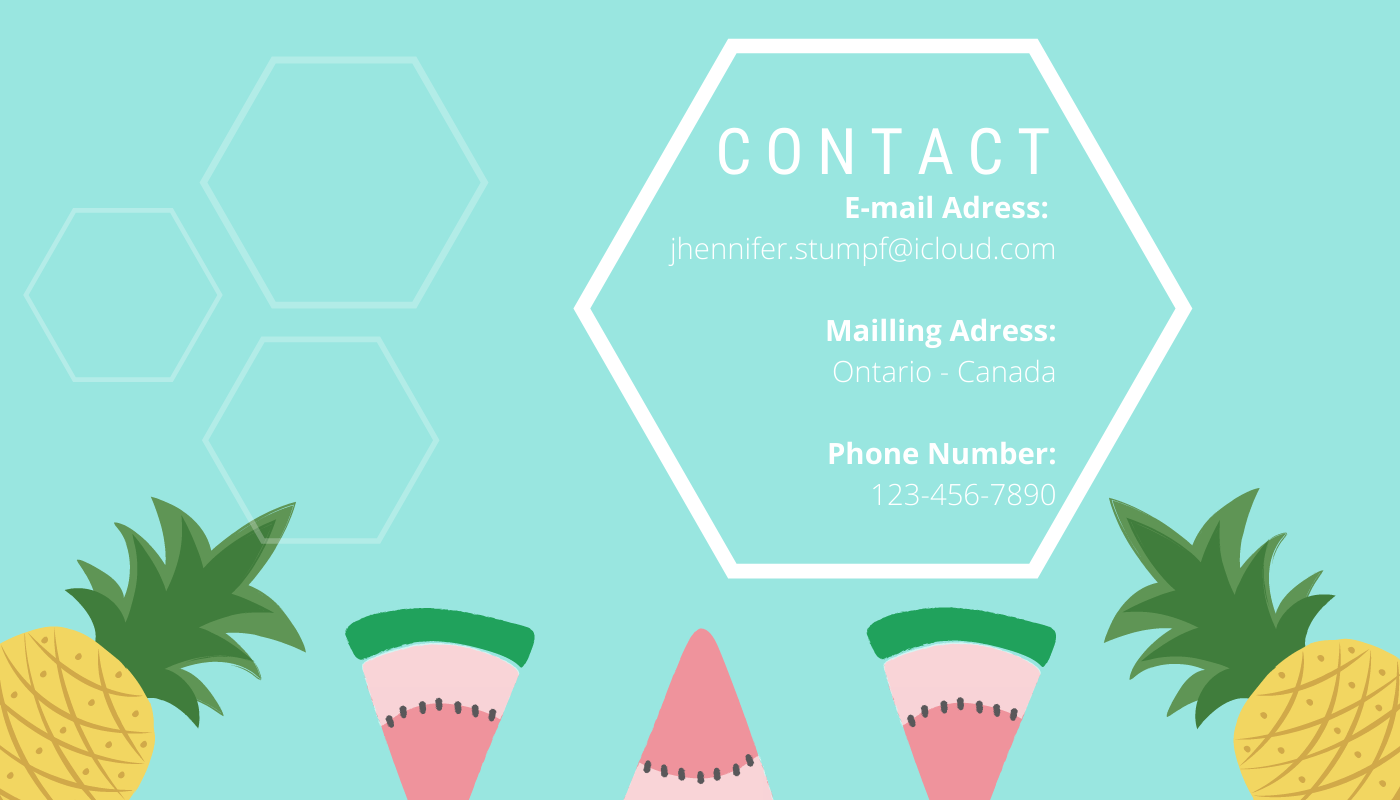 CONTACT
E-mail Adress:
jhennifer.stumpf@icloud.com
Mailling Adress:
Ontario - Canada
Phone Number:
123-456-7890